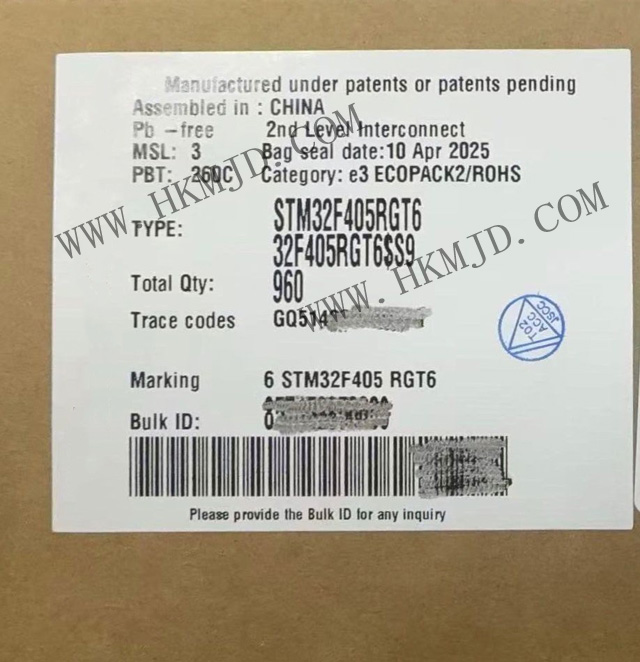 Manufactured under patents or patents pending
Assembled in : CHINA
Pb -free 2nd Level Interconnect
MSL: 3 Bag seal date:10 Apr 2025
PBT: 260C Category: e3 ECOPACK2/ROHS
TYPE: STM32F405RGT6
32F405RGT6$S9
Total Qty: 960
Trace codes
Marking 6 STM32F405 RGT6
Bulk ID:
Please provide the Bulk ID for any inquiry
WWW.HKMJD.COM
WWW.HKMJD.COM
T02
ACC
JSCC